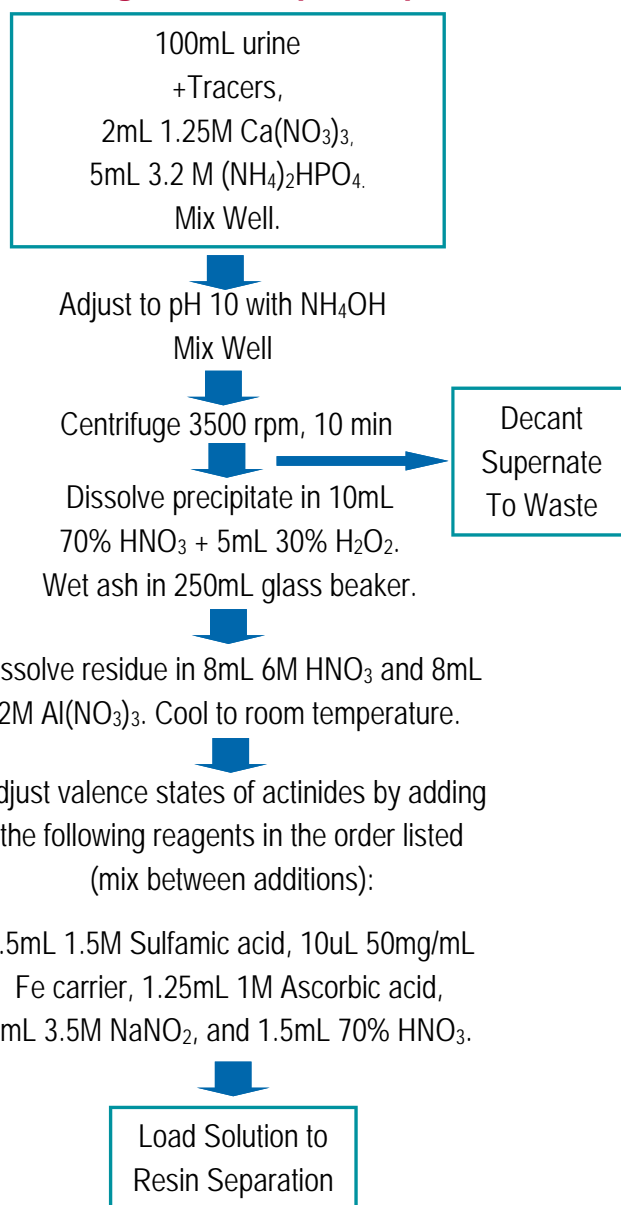 100mL urine
+Tracers,
2mL 1.25M Ca(NO₃)₃,
5mL 3.2 M (NH₄)₂HPO₄.
Mix Well.
Adjust to pH 10 with NH₄OH
Mix Well
Centrifuge 3500 rpm, 10 min
Decant
Supernate
To Waste
Dissolve precipitate in 10mL
70% HNO₃ + 5mL 30% H₂O₂.
Wet ash in 250mL glass beaker.
issolve residue in 8mL 6M HNO₃ and 8mL
2M Al(NO₃)₃. Cool to room temperature.
djust valence states of actinides by adding
the following reagents in the order listed
(mix between additions):
.5mL 1.5M Sulfamic acid, 10uL 50mg/mL
Fe carrier, 1.25mL 1M Ascorbic acid,
mL 3.5M NaNO₂, and 1.5mL 70% HNO₃.
Load Solution to
Resin Separation